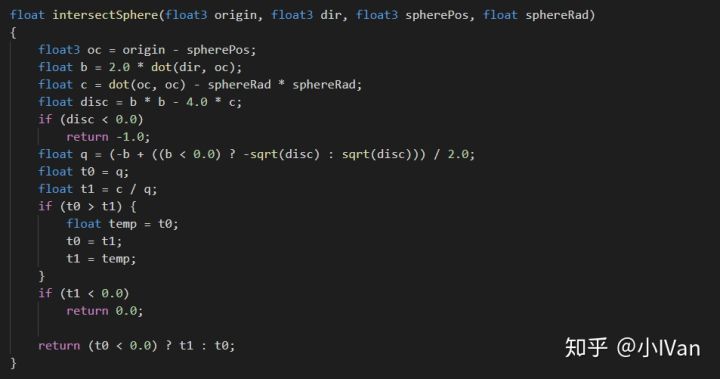 float intersectSphere(float3 origin, float3 dir, float3 spherePos, float sphereRad)
{
    float3 oc = origin - spherePos;
    float b = 2.0 * dot(dir, oc);
    float c = dot(oc, oc) - sphereRad * sphereRad;
    float disc = b * b - 4.0 * c;
    if (disc < 0.0)
        return -1.0;
    float q = (-b + ((b < 0.0) ? -sqrt(disc) : sqrt(disc))) / 2.0;
    float t0 = q;
    float t1 = c / q;
    if (t0 > t1) {
        float temp = t0;
        t0 = t1;
        t1 = temp;
    }
    if (t1 < 0.0)
        return 0.0;
    return (t0 < 0.0) ? t1 : t0;
}
知乎 @小IVan